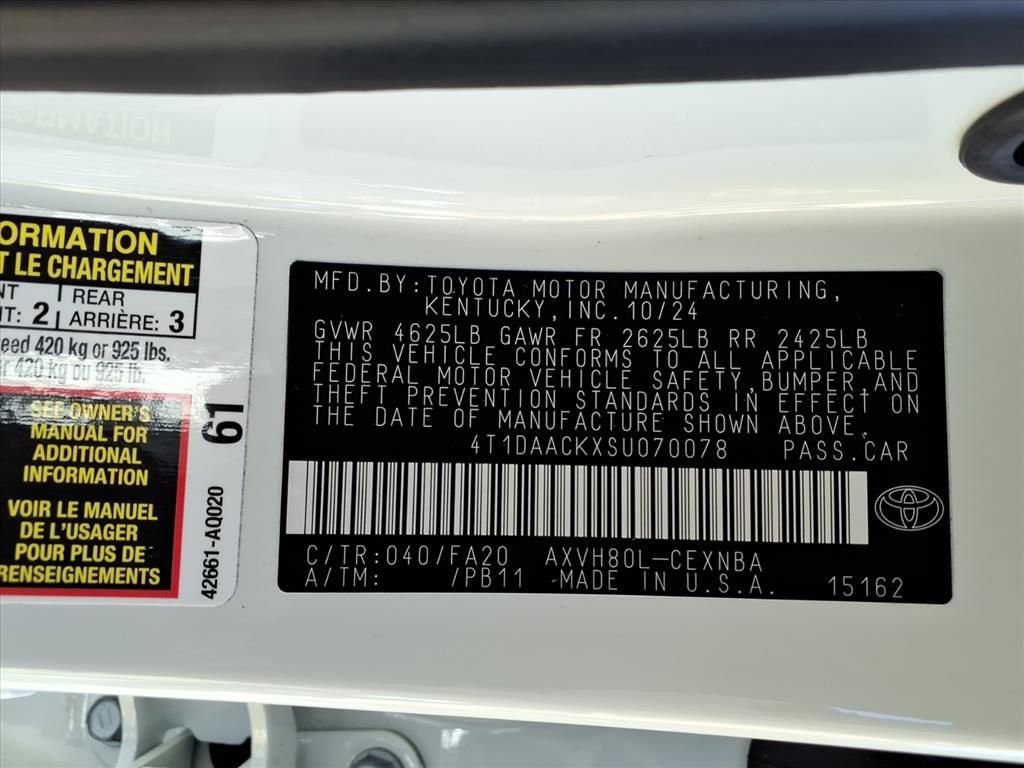 ORMATION
T LE CHARGEMENT
NT
T: 2
REAR
ARRIÈRE: 3
eed 420 kg or 925 lbs.
r 420 kg ou 925 lb.
SEE OWNER'S
MANUAL FOR
ADDITIONAL
INFORMATION
VOIR LE MANUEL
DE L'USAGER
POUR PLUS DE
RENSEIGNEMENTS
61
42661-AQ020
MFD.BY:TOYOTA MOTOR MANUFACTURING,
KENTUCKY,INC.10/24
GVWR 4625LB GAWR FR 2625LB RR 2425LB
THIS VEHICLE CONFORMS TO ALL APPLICABLE
FEDERAL MOTOR VEHICLE SAFETY,BUMPER,AND
THEFT PREVENTION STANDARDS IN EFFECT ON
THE DATE OF MANUFACTURE SHOWN ABOVE.
4T1DAACKXSU070078 PASS.CAR
C/TR:040/FA20 AXVH80L-CEXNBA
A/TM: /PB11 MADE IN U.S.A. 15162